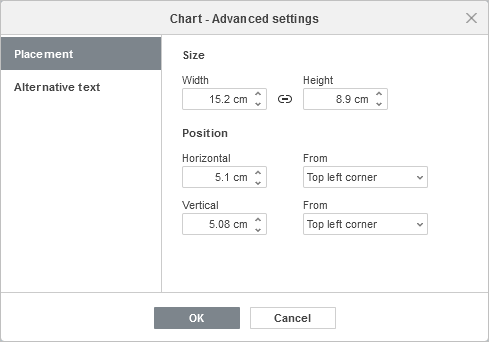 Chart - Advanced settings
Placement
Alternative text
Size
Width Height
15.2 cm 8.9 cm
Position
Horizontal From
5.1 cm Top left corner
Vertical From
5.08 cm Top left corner
OK Cancel